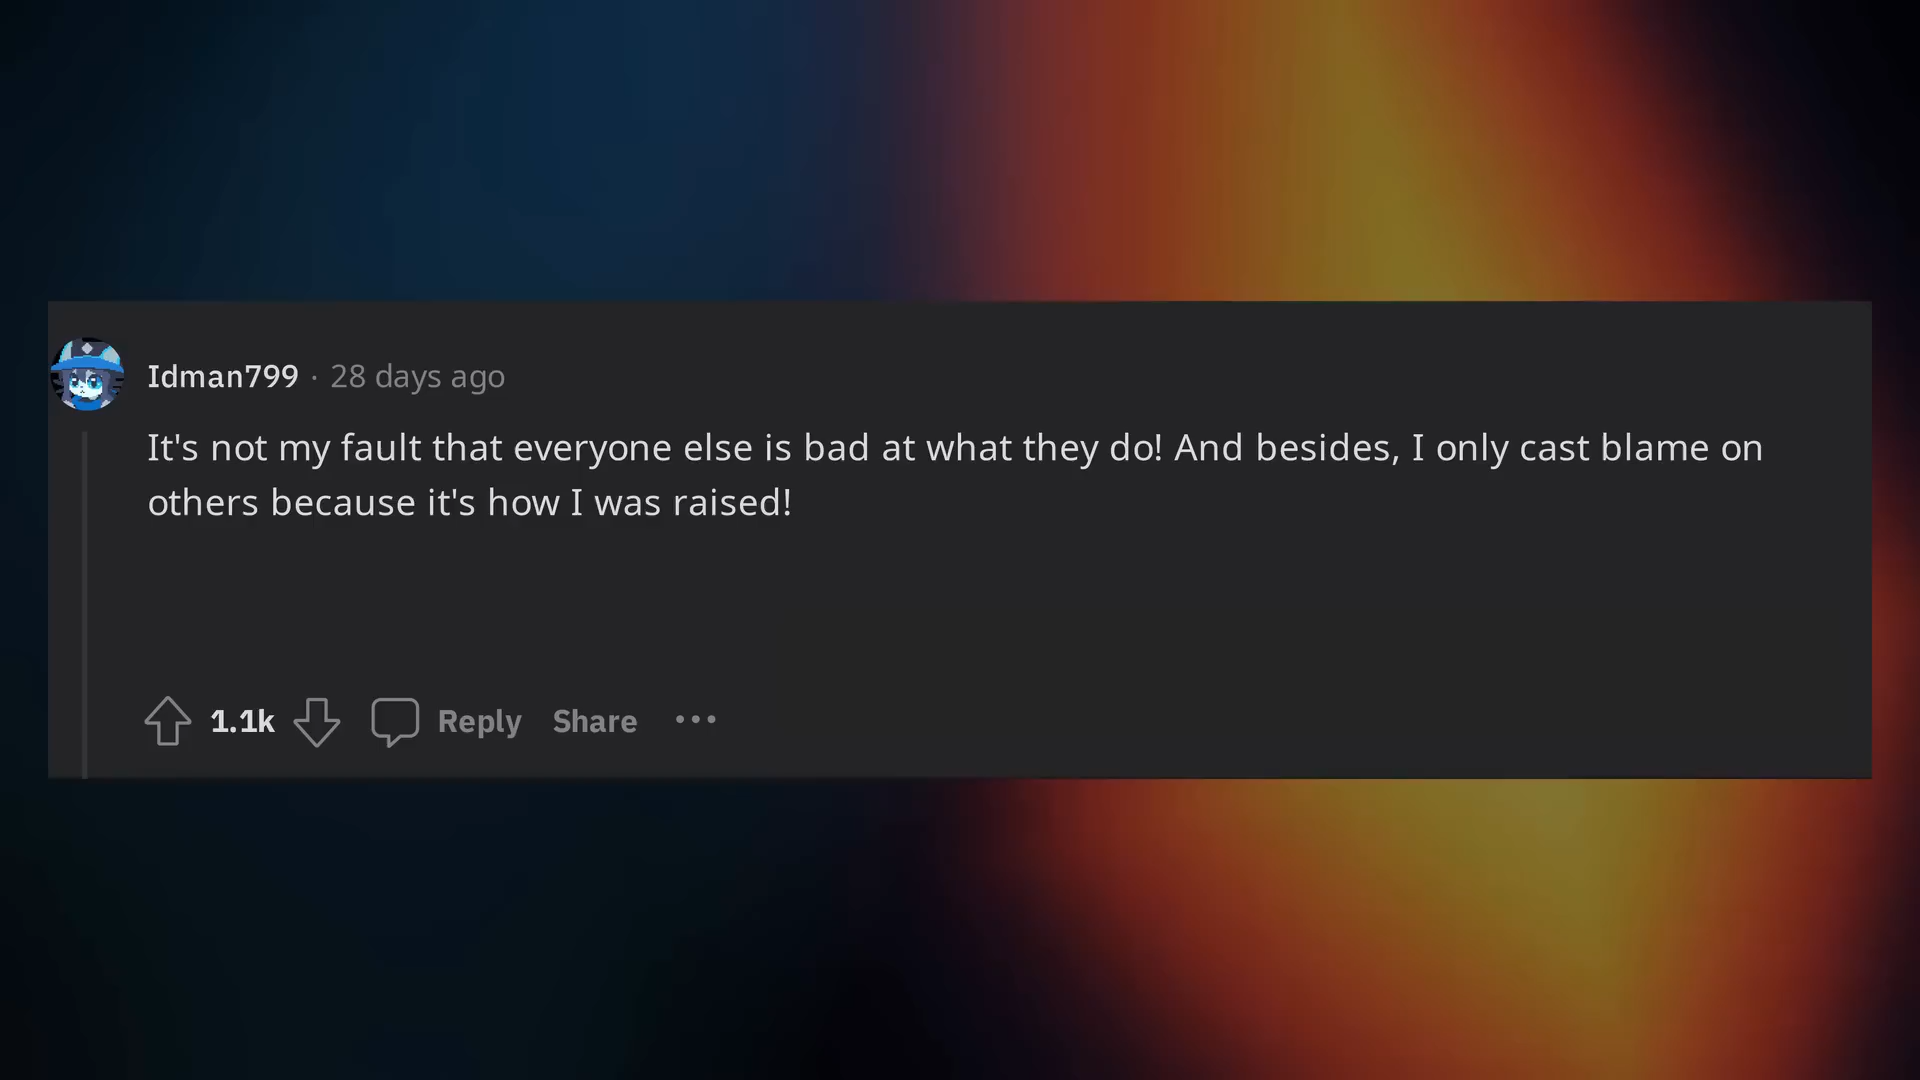 Idman799 · 28 days ago
It's not my fault that everyone else is bad at what they do! And besides, I only cast blame on
others because it's how I was raised!
1.1k Reply Share ···